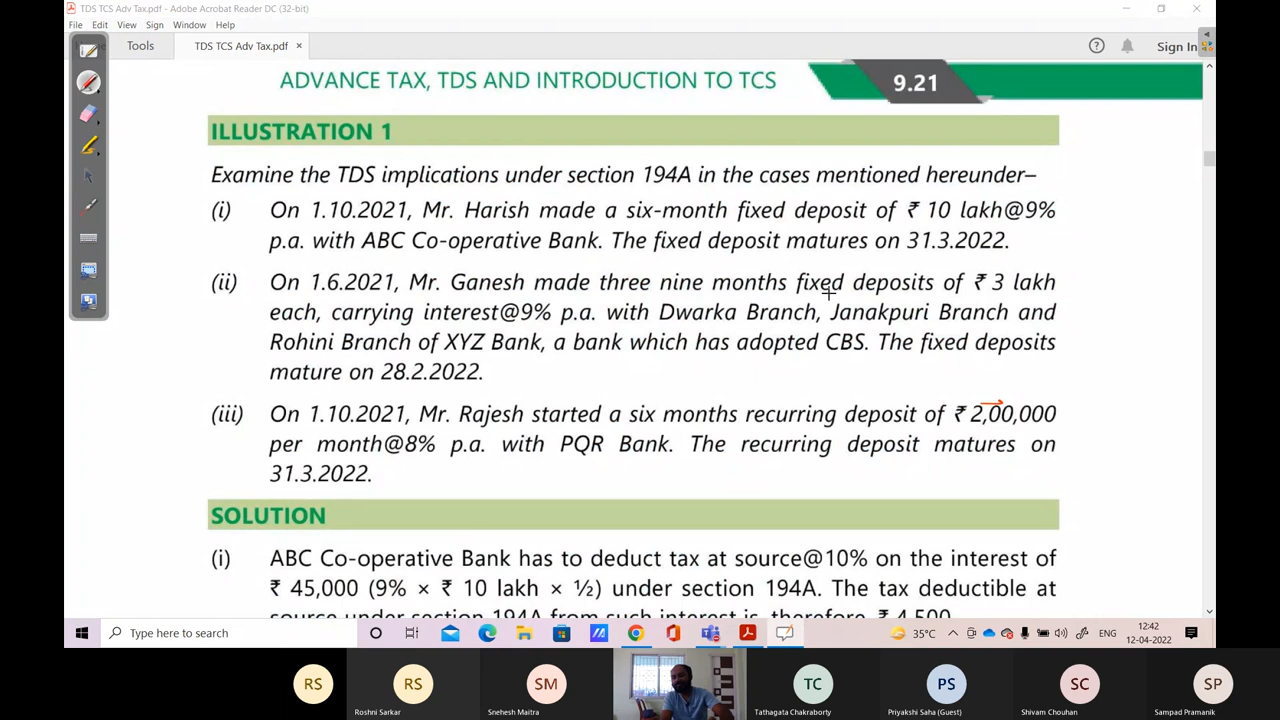 TDS TCS Adv Tax.pdf - Adobe Acrobat Reader DC (32-bit)
File Edit View Sign Window Help
Tools TDS TCS Adv Tax.pdf × Sign In
ADVANCE TAX, TDS AND INTRODUCTION TO TCS 9.21
ILLUSTRATION 1
Examine the TDS implications under section 194A in the cases mentioned hereunder–
(i) On 1.10.2021, Mr. Harish made a six-month fixed deposit of ₹ 10 lakh@9%
p.a. with ABC Co-operative Bank. The fixed deposit matures on 31.3.2022.
(ii) On 1.6.2021, Mr. Ganesh made three nine months fixed deposits of ₹ 3 lakh
each, carrying interest@9% p.a. with Dwarka Branch, Janakpuri Branch and
Rohini Branch of XYZ Bank, a bank which has adopted CBS. The fixed deposits
mature on 28.2.2022.
(iii) On 1.10.2021, Mr. Rajesh started a six months recurring deposit of ₹ 2,00,000
per month@8% p.a. with PQR Bank. The recurring deposit matures on
31.3.2022.
SOLUTION
(i) ABC Co-operative Bank has to deduct tax at source@10% on the interest of
₹ 45,000 (9% × ₹ 10 lakh × ½) under section 194A. The tax deductible at
source under section 194A from such interest is, therefore, ₹ 4,500.
Type here to search 35°C ENG 12:42
12-04-2022
RS RS SM TC PS SC SP
Roshni Sarkar Snehesh Maitra Tathagata Chakraborty Priyakshi Saha (Guest) Shivam Chouhan Sampad Pramanik